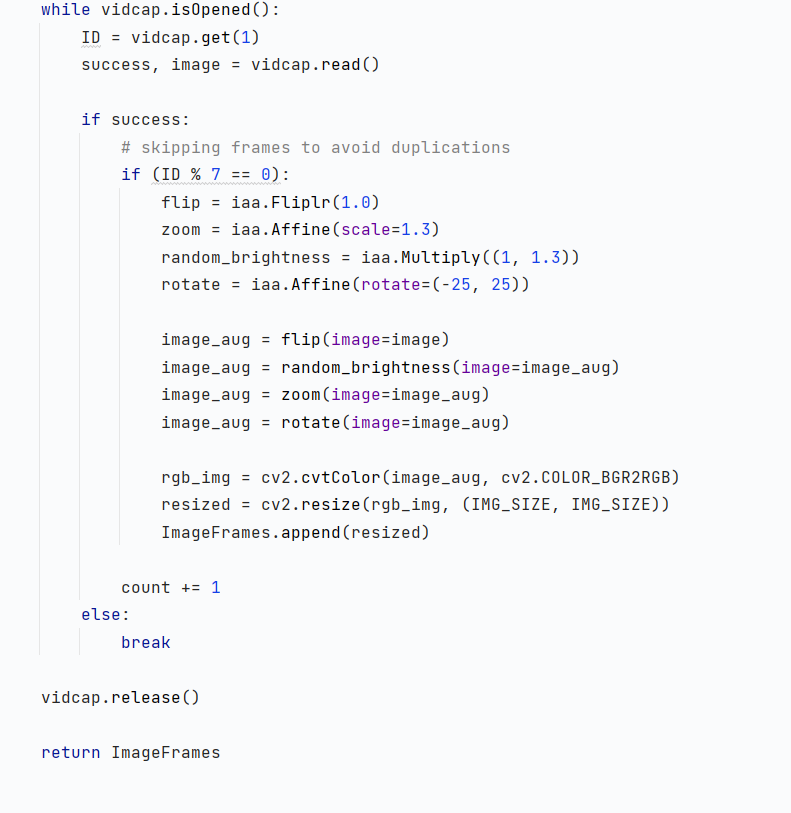 while vidcap.isOpened():
    ID = vidcap.get(1)
    success, image = vidcap.read()

    if success:
        # skipping frames to avoid duplications
        if (ID % 7 == 0):
            flip = iaa.Fliplr(1.0)
            zoom = iaa.Affine(scale=1.3)
            random_brightness = iaa.Multiply((1, 1.3))
            rotate = iaa.Affine(rotate=(-25, 25))

            image_aug = flip(image=image)
            image_aug = random_brightness(image=image_aug)
            image_aug = zoom(image=image_aug)
            image_aug = rotate(image=image_aug)

            rgb_img = cv2.cvtColor(image_aug, cv2.COLOR_BGR2RGB)
            resized = cv2.resize(rgb_img, (IMG_SIZE, IMG_SIZE))
            ImageFrames.append(resized)

        count += 1
    else:
        break

vidcap.release()

return ImageFrames